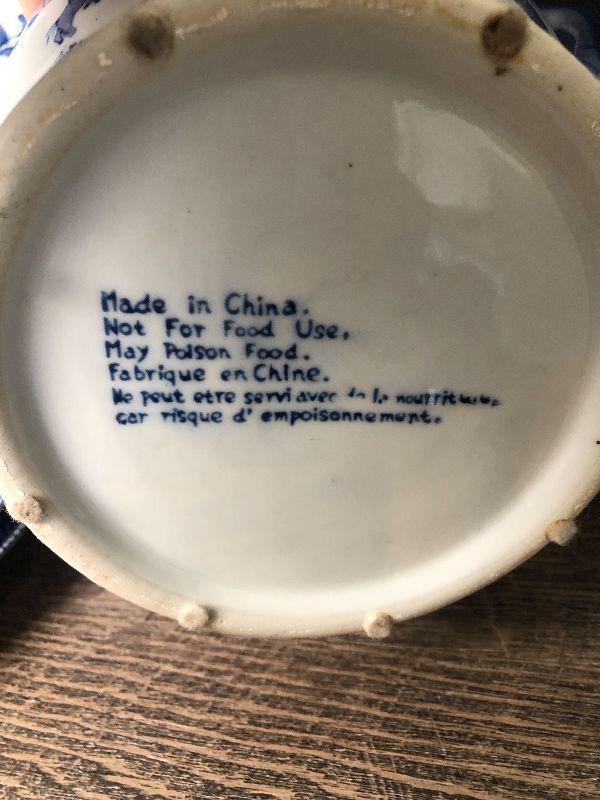 Made in China.
Not For Food Use.
May Poison Food.
Fabrique en Chine.
Ne peut etre servi avec de la nourriture,
car risque d' empoisonnement.